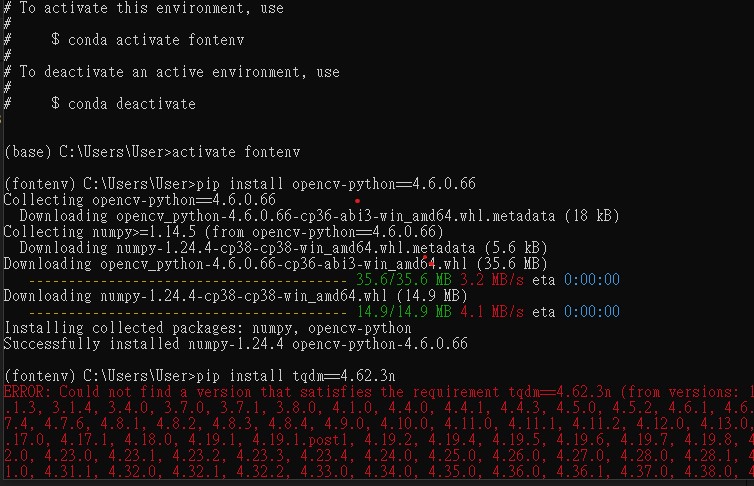 # To activate this environment, use
#
#     $ conda activate fontenv
#
# To deactivate an active environment, use
#
#     $ conda deactivate
(base) C:\Users\User>activate fontenv
(fontenv) C:\Users\User>pip install opencv-python==4.6.0.66
Collecting opencv-python==4.6.0.66
  Downloading opencv_python-4.6.0.66-cp36-abi3-win_amd64.whl.metadata (18 kB)
Collecting numpy>=1.14.5 (from opencv-python==4.6.0.66)
  Downloading numpy-1.24.4-cp38-cp38-win_amd64.whl.metadata (5.6 kB)
Downloading opencv_python-4.6.0.66-cp36-abi3-win_amd64.whl (35.6 MB)
   ---------------------------------------- 35.6/35.6 MB 3.2 MB/s eta 0:00:00
Downloading numpy-1.24.4-cp38-cp38-win_amd64.whl (14.9 MB)
   ---------------------------------------- 14.9/14.9 MB 4.1 MB/s eta 0:00:00
Installing collected packages: numpy, opencv-python
Successfully installed numpy-1.24.4 opencv-python-4.6.0.66
(fontenv) C:\Users\User>pip install tqdm==4.62.3n
ERROR: Could not find a version that satisfies the requirement tqdm==4.62.3n (from versions: 1
.1.3, 3.1.4, 3.4.0, 3.7.0, 3.7.1, 3.8.0, 4.1.0, 4.4.0, 4.4.1, 4.4.3, 4.5.0, 4.5.2, 4.6.1, 4.6.
7.4, 4.7.6, 4.8.1, 4.8.2, 4.8.3, 4.8.4, 4.9.0, 4.10.0, 4.11.0, 4.11.1, 4.11.2, 4.12.0, 4.13.0,
.17.0, 4.17.1, 4.18.0, 4.19.1, 4.19.1.post1, 4.19.2, 4.19.4, 4.19.5, 4.19.6, 4.19.7, 4.19.8, 4
2.0, 4.23.0, 4.23.1, 4.23.2, 4.23.3, 4.23.4, 4.24.0, 4.25.0, 4.26.0, 4.27.0, 4.28.0, 4.28.1, 4
1.0, 4.31.1, 4.32.0, 4.32.1, 4.32.2, 4.33.0, 4.34.0, 4.35.0, 4.36.0, 4.36.1, 4.37.0, 4.38.0, 4